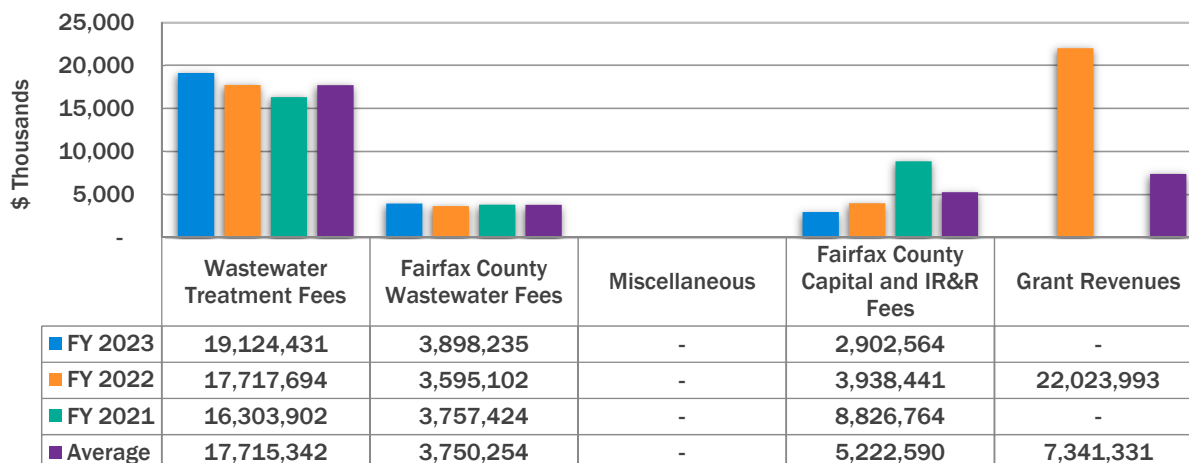 25,000
20,000
15,000
10,000
5,000
-
$ Thousands
Wastewater Treatment Fees
Fairfax County Wastewater Fees
Miscellaneous
Fairfax County Capital and IR&R Fees
Grant Revenues
FY 2023 19,124,431 3,898,235 - 2,902,564 -
FY 2022 17,717,694 3,595,102 - 3,938,441 22,023,993
FY 2021 16,303,902 3,757,424 - 8,826,764 -
Average 17,715,342 3,750,254 - 5,222,590 7,341,331